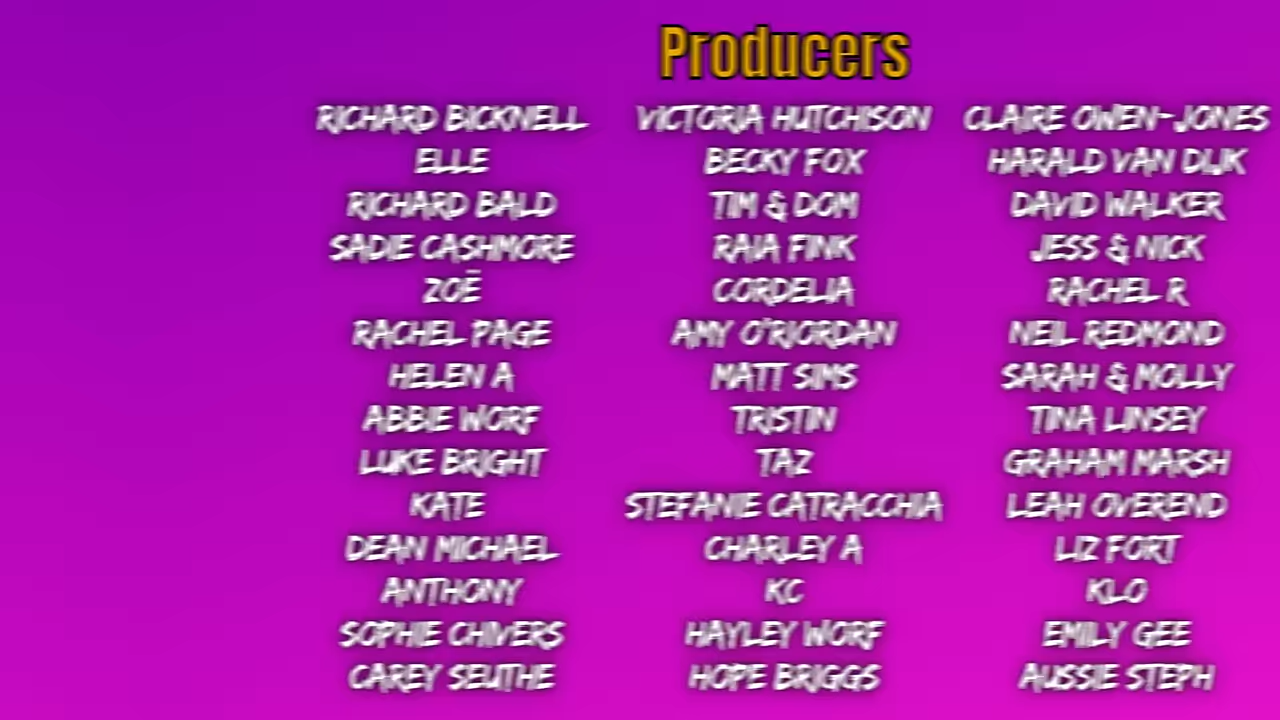 Producers
RICHARD BICKNELL VICTORIA HUTCHISON CLAIRE OWEN-JONES
ELLE BECKY FOX HARALD VAN DIJK
RICHARD BALD TIM & DOM DAVID WALKER
SADIE CASHMORE RAIA FINK JESS & NICK
ZOË CORDELIA RACHEL R
RACHEL PAGE AMY O'RIORDAN NEIL REDMOND
HELEN A MATT SIMS SARAH & MOLLY
ABBIE WORF TRISTIN TINA LINSEY
LUKE BRIGHT TAZ GRAHAM MARSH
KATE STEFANIE CATRACCHIA LEAH OVEREND
DEAN MICHAEL CHARLEY A LIZ FORT
ANTHONY KC KLO
SOPHIE CHIVERS HAYLEY WORF EMILY GEE
CAREY SEUTHE HOPE BRIGGS AUSSIE STEPH